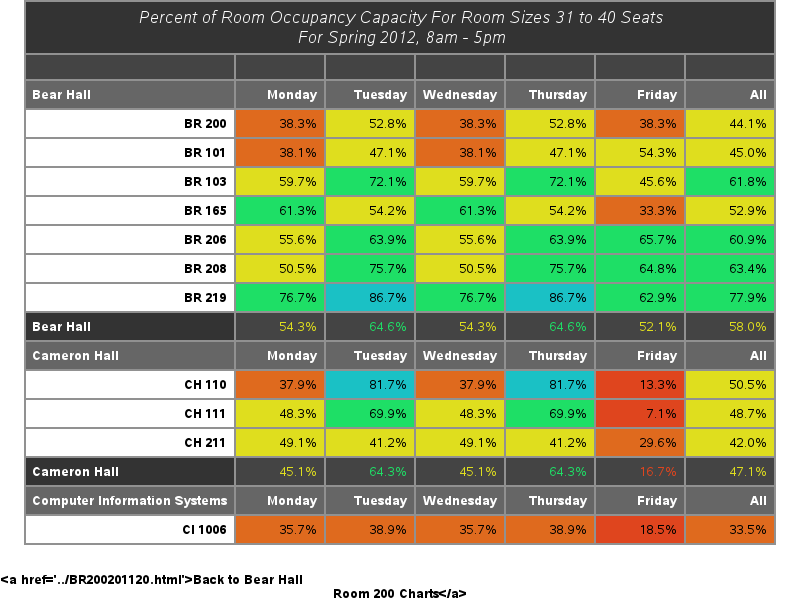 Percent of Room Occupancy Capacity For Room Sizes 31 to 40 Seats
For Spring 2012, 8am - 5pm
Bear Hall Monday Tuesday Wednesday Thursday Friday All
BR 200 38.3% 52.8% 38.3% 52.8% 38.3% 44.1%
BR 101 38.1% 47.1% 38.1% 47.1% 54.3% 45.0%
BR 103 59.7% 72.1% 59.7% 72.1% 45.6% 61.8%
BR 165 61.3% 54.2% 61.3% 54.2% 33.3% 52.9%
BR 206 55.6% 63.9% 55.6% 63.9% 65.7% 60.9%
BR 208 50.5% 75.7% 50.5% 75.7% 64.8% 63.4%
BR 219 76.7% 86.7% 76.7% 86.7% 62.9% 77.9%
Bear Hall 54.3% 64.6% 54.3% 64.6% 52.1% 58.0%
Cameron Hall Monday Tuesday Wednesday Thursday Friday All
CH 110 37.9% 81.7% 37.9% 81.7% 13.3% 50.5%
CH 111 48.3% 69.9% 48.3% 69.9% 7.1% 48.7%
CH 211 49.1% 41.2% 49.1% 41.2% 29.6% 42.0%
Cameron Hall 45.1% 64.3% 45.1% 64.3% 16.7% 47.1%
Computer Information Systems Monday Tuesday Wednesday Thursday Friday All
CI 1006 35.7% 38.9% 35.7% 38.9% 18.5% 33.5%
<a href='../BR200201120.html'>Back to Bear Hall
Room 200 Charts</a>